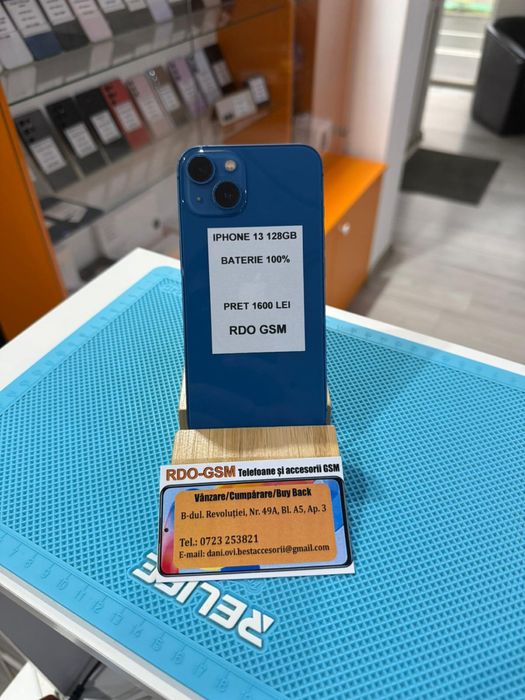 IPHONE 13 128GB
BATERIE 100%
PRET 1600 LEI
RDO GSM
RDO-GSM Telefoane și accesorii GSM
Vânzare/Cumpărare/Buy Back
B-dul. Revoluției, Nr. 49A, Bl. A5, Ap. 3
Tel.: 0723 253821
E-mail: dani.ovi.bestaccesorii@gmail.com
RELIFE